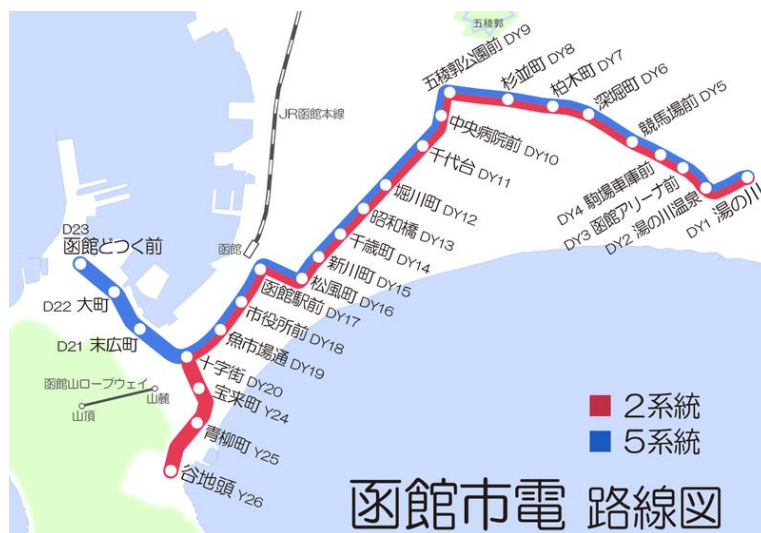 五稜郭
五稜郭公園前 DY9
杉並町 DY8
柏木町 DY7
深堀町 DY6
競馬場前 DY5
DY4 駒場車庫前
DY3 函館アリーナ前
DY2 湯の川温泉
DY1 湯の川
中央病院前 DY10
千代台 DY11
堀川町 DY12
昭和橋 DY13
千歳町 DY14
新川町 DY15
松風町 DY16
函館駅前 DY17
市役所前 DY18
魚市場通 DY19
十字街 DY20
宝来町 Y24
青柳町 Y25
谷地頭 Y26
JR函館本線
函館
D23
函館どつく前
D22 大町
D21 末広町
函館山ロープウェイ
山麓
山頂
2系統
5系統
函館市電 路線図